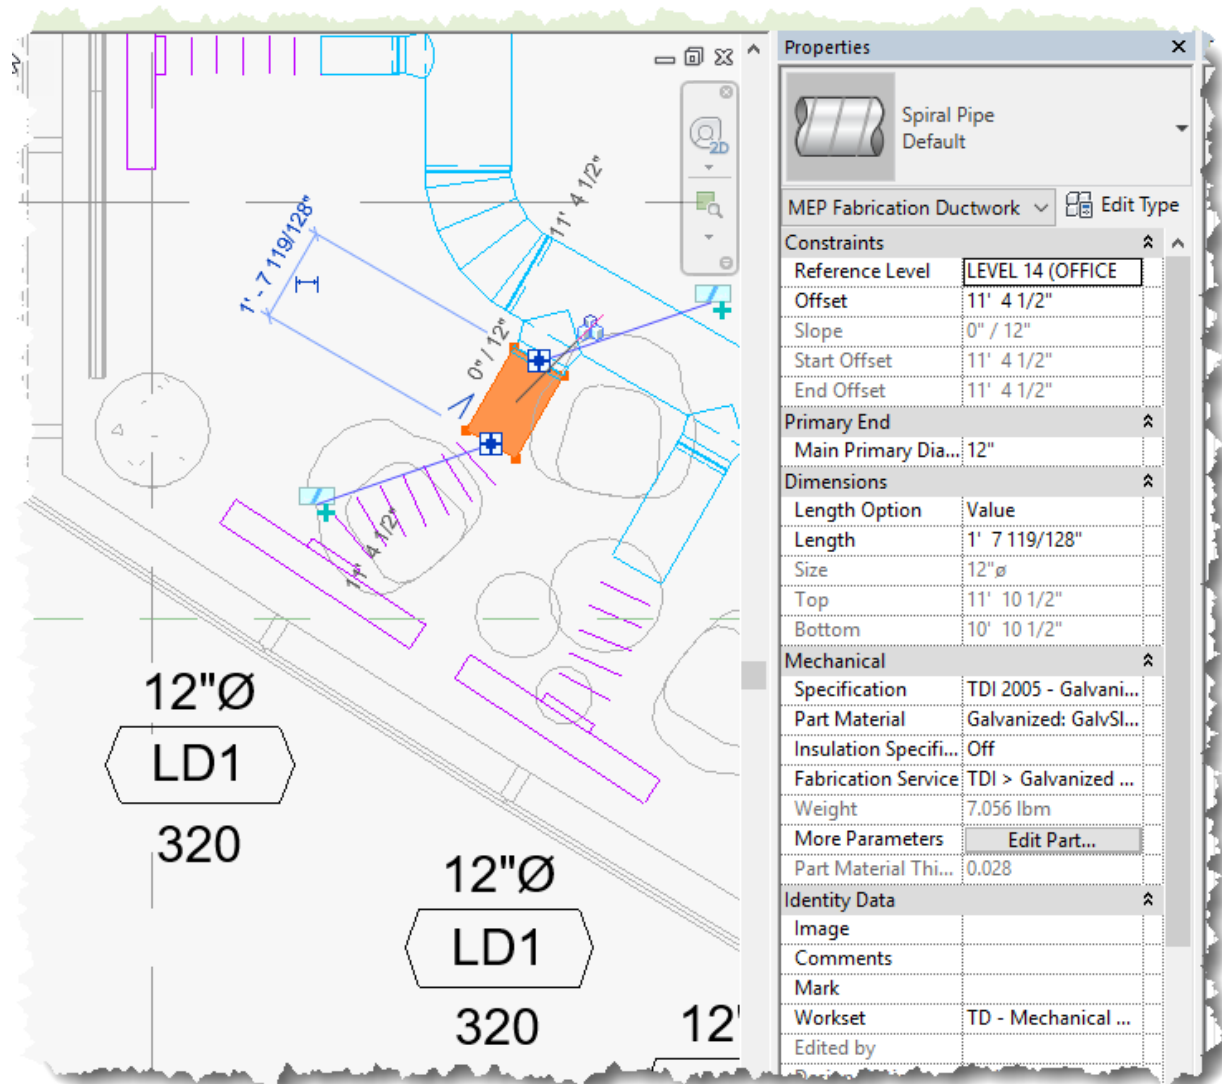 2D
11' 4 1/2"
1' - 7 119/128"
0" / 12"
11' 4 1/2"
12"Ø
LD1
320
12"Ø
LD1
320
12"
Properties
Spiral Pipe
Default
MEP Fabrication Ductwork
Edit Type
Constraints
Reference Level LEVEL 14 (OFFICE
Offset 11' 4 1/2"
Slope 0" / 12"
Start Offset 11' 4 1/2"
End Offset 11' 4 1/2"
Primary End
Main Primary Dia... 12"
Dimensions
Length Option Value
Length 1' 7 119/128"
Size 12"ø
Top 11' 10 1/2"
Bottom 10' 10 1/2"
Mechanical
Specification TDI 2005 - Galvani...
Part Material Galvanized: GalvSl...
Insulation Specifi... Off
Fabrication Service TDI > Galvanized ...
Weight 7.056 lbm
More Parameters Edit Part...
Part Material Thi... 0.028
Identity Data
Image
Comments
Mark
Workset TD - Mechanical ...
Edited by